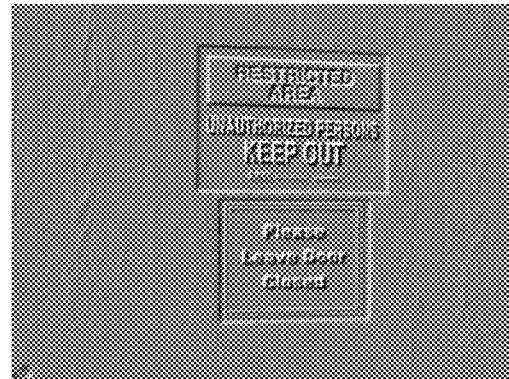 RESTRICTED
AREA
UNAUTHORIZED PERSONS
KEEP OUT
Please
Leave Door
Closed